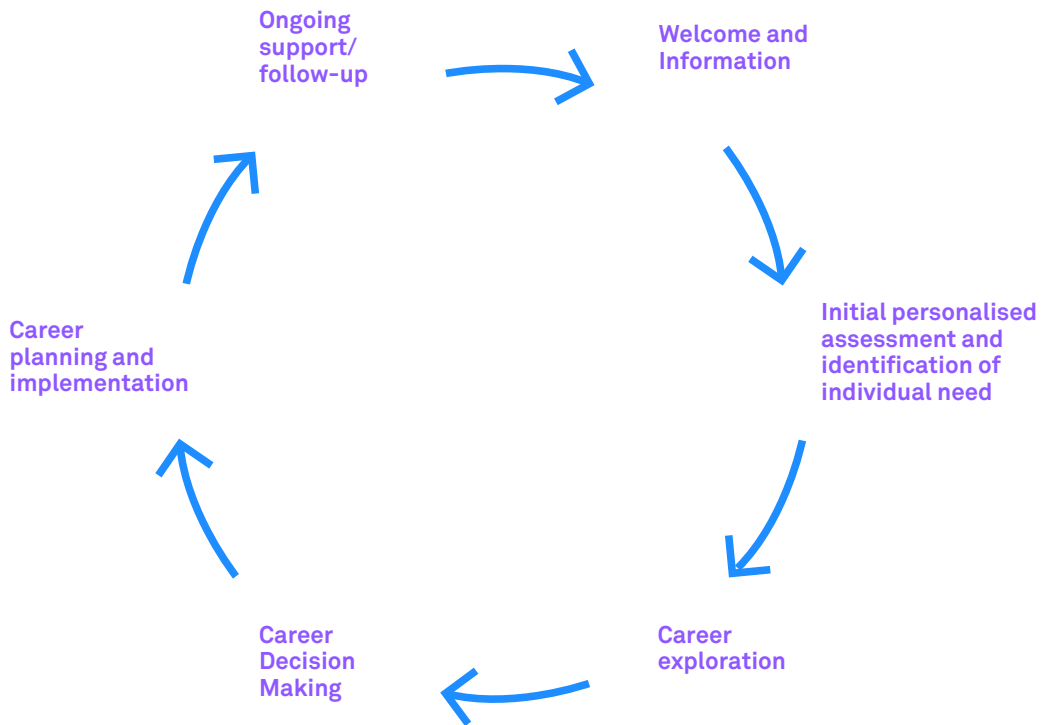 Ongoing
support/
follow-up
Welcome and
Information
Initial personalised
assessment and
identification of
individual need
Career
exploration
Career
Decision
Making
Career
planning and
implementation